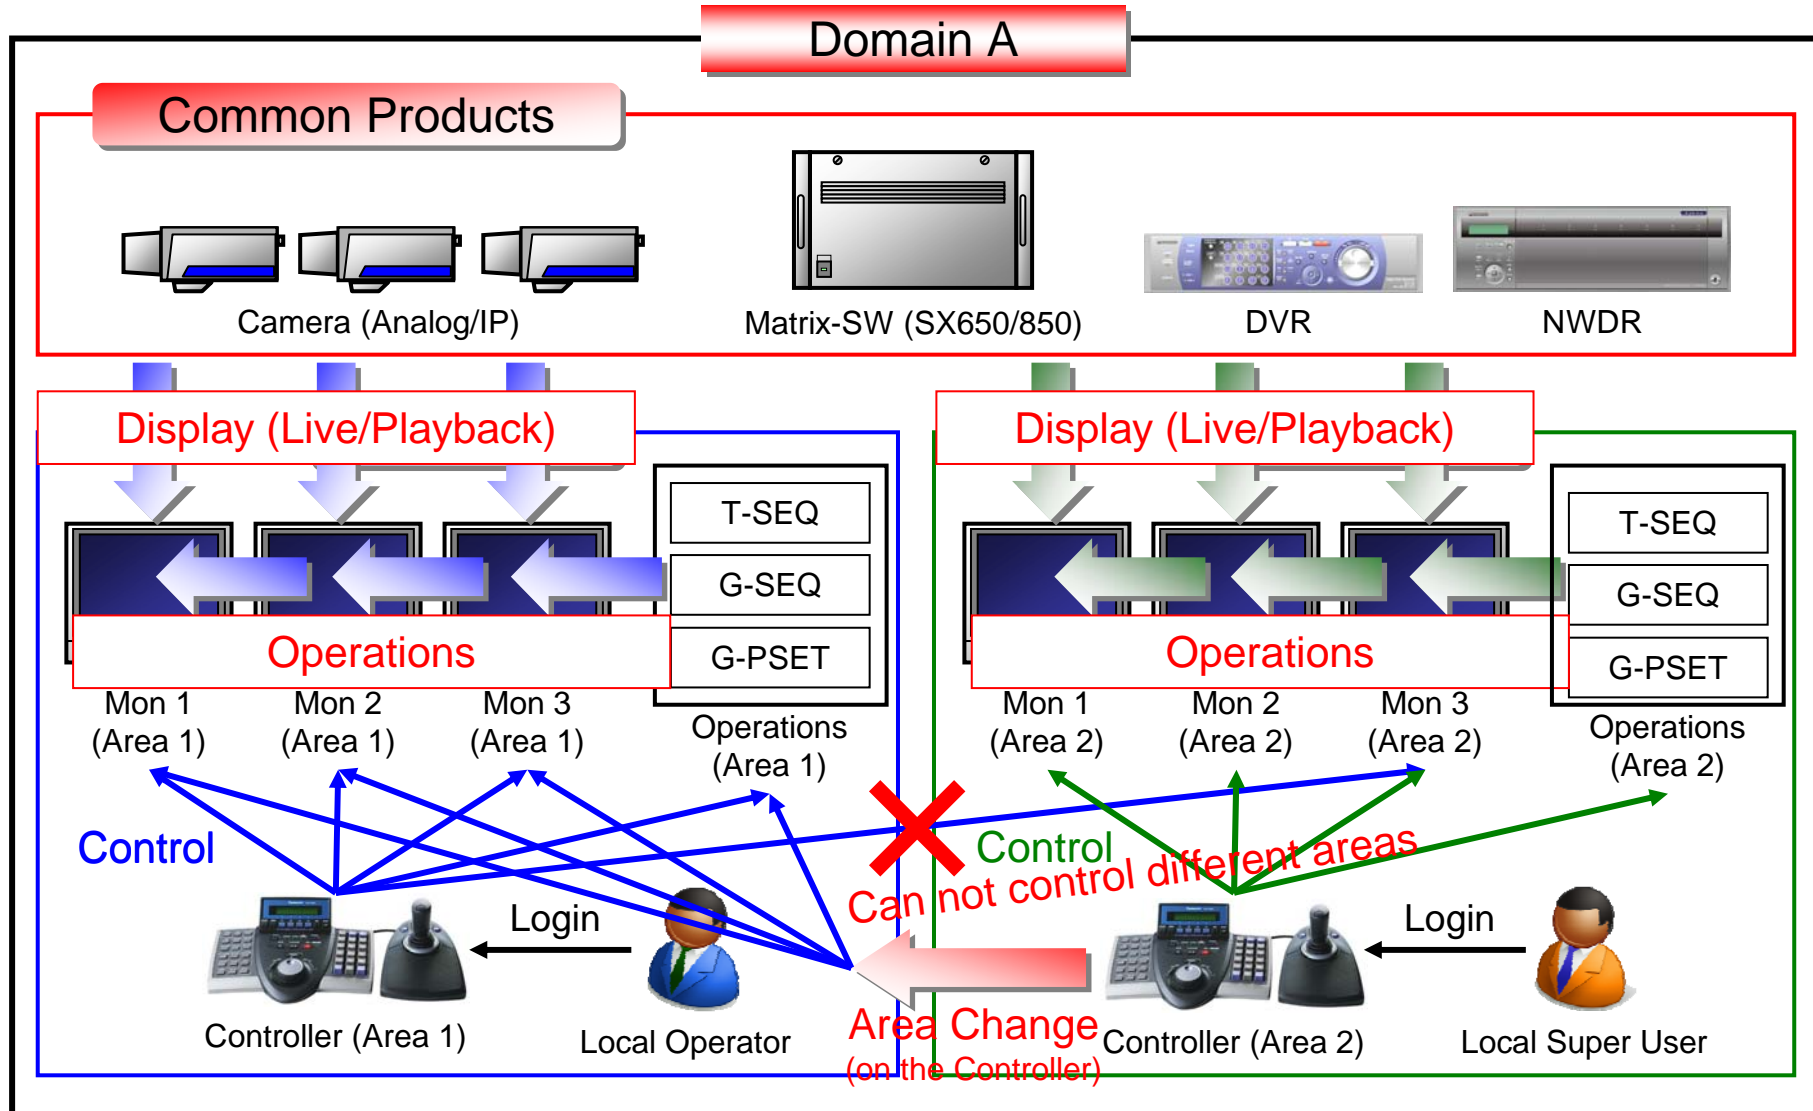 Domain A
Common Products
Camera (Analog/IP)
Matrix-SW (SX650/850)
DVR
NWDR
Display (Live/Playback)
Display (Live/Playback)
T-SEQ
G-SEQ
G-PSET
T-SEQ
G-SEQ
G-PSET
Operations
Operations
Mon 1
(Area 1)
Mon 2
(Area 1)
Mon 3
(Area 1)
Operations
(Area 1)
Mon 1
(Area 2)
Mon 2
(Area 2)
Mon 3
(Area 2)
Operations
(Area 2)
Control
Control
Can not control different areas
Login
Login
Controller (Area 1)
Local Operator
Area Change
(on the Controller)
Controller (Area 2)
Local Super User